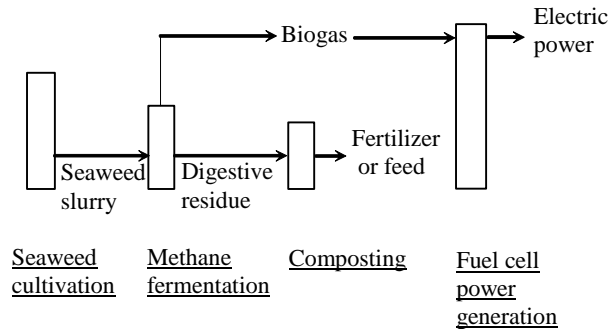 Electric
power
Biogas
Fertilizer
or feed
Seaweed
slurry
Digestive
residue
Seaweed
cultivation
Methane
fermentation
Composting
Fuel cell
power
generation